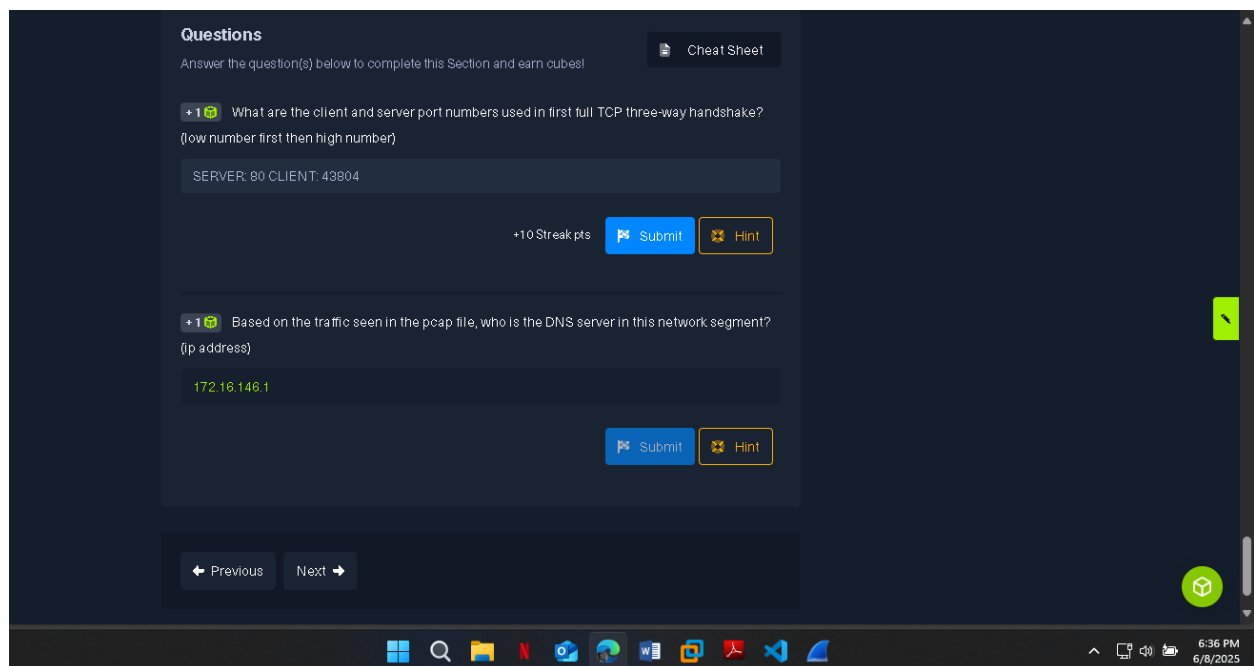 Questions
Cheat Sheet
Answer the question(s) below to complete this Section and earn cubes!
+ 1 What are the client and server port numbers used in first full TCP three-way handshake?
(low number first then high number)
SERVER: 80 CLIENT: 43804
+10 Streak pts Submit Hint
+ 1 Based on the traffic seen in the pcap file, who is the DNS server in this network segment?
(ip address)
172.16.146.1
Submit Hint
Previous Next
6:36 PM
6/8/2025